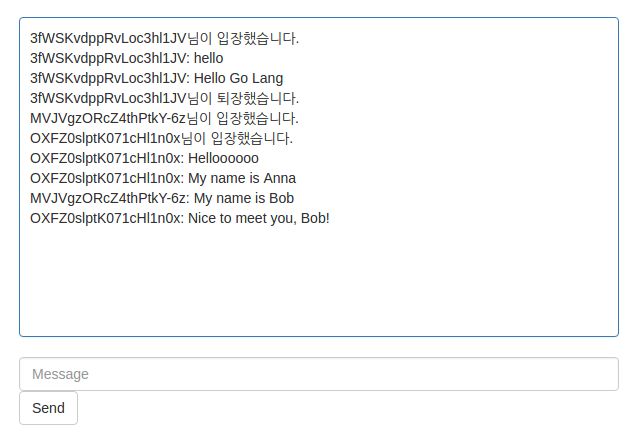 3fWSKvdppRvLoc3hl1JV님이 입장했습니다.
3fWSKvdppRvLoc3hl1JV: hello
3fWSKvdppRvLoc3hl1JV: Hello Go Lang
3fWSKvdppRvLoc3hl1JV님이 퇴장했습니다.
MVJVgzORcZ4thPtkY-6z님이 입장했습니다.
OXFZ0slptK071cHl1n0x님이 입장했습니다.
OXFZ0slptK071cHl1n0x: Helloooooo
OXFZ0slptK071cHl1n0x: My name is Anna
MVJVgzORcZ4thPtkY-6z: My name is Bob
OXFZ0slptK071cHl1n0x: Nice to meet you, Bob!
Message
Send